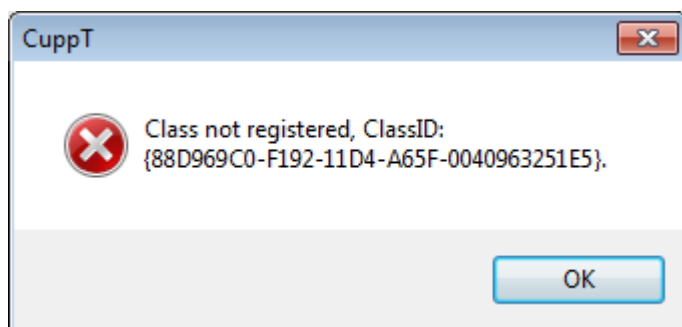 CuppT
Class not registered, ClassID:
{88D969C0-F192-11D4-A65F-0040963251E5}.
OK